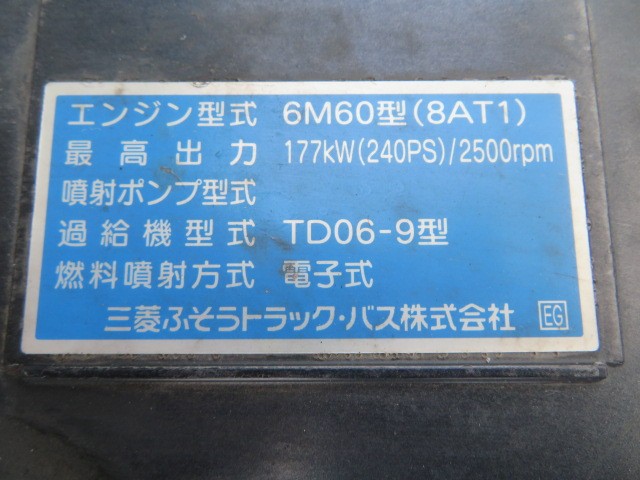 エンジン型式 6M60型(8AT1)
最高出力 177kW(240PS)/2500rpm
噴射ポンプ型式
過給機型式 TD06-9型
燃料噴射方式 電子式
三菱ふそうトラック・バス株式会社 EG